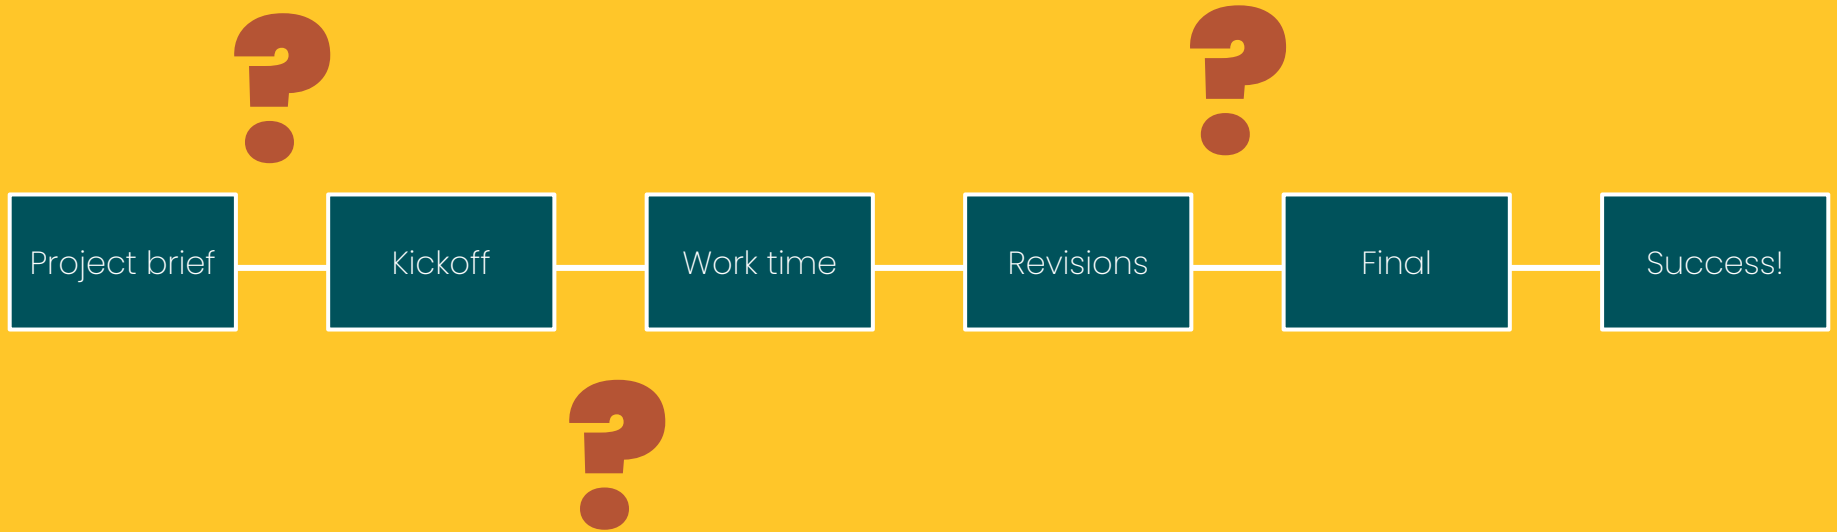 ?
?
Project brief
Kickoff
Work time
Revisions
Final
Success!
?